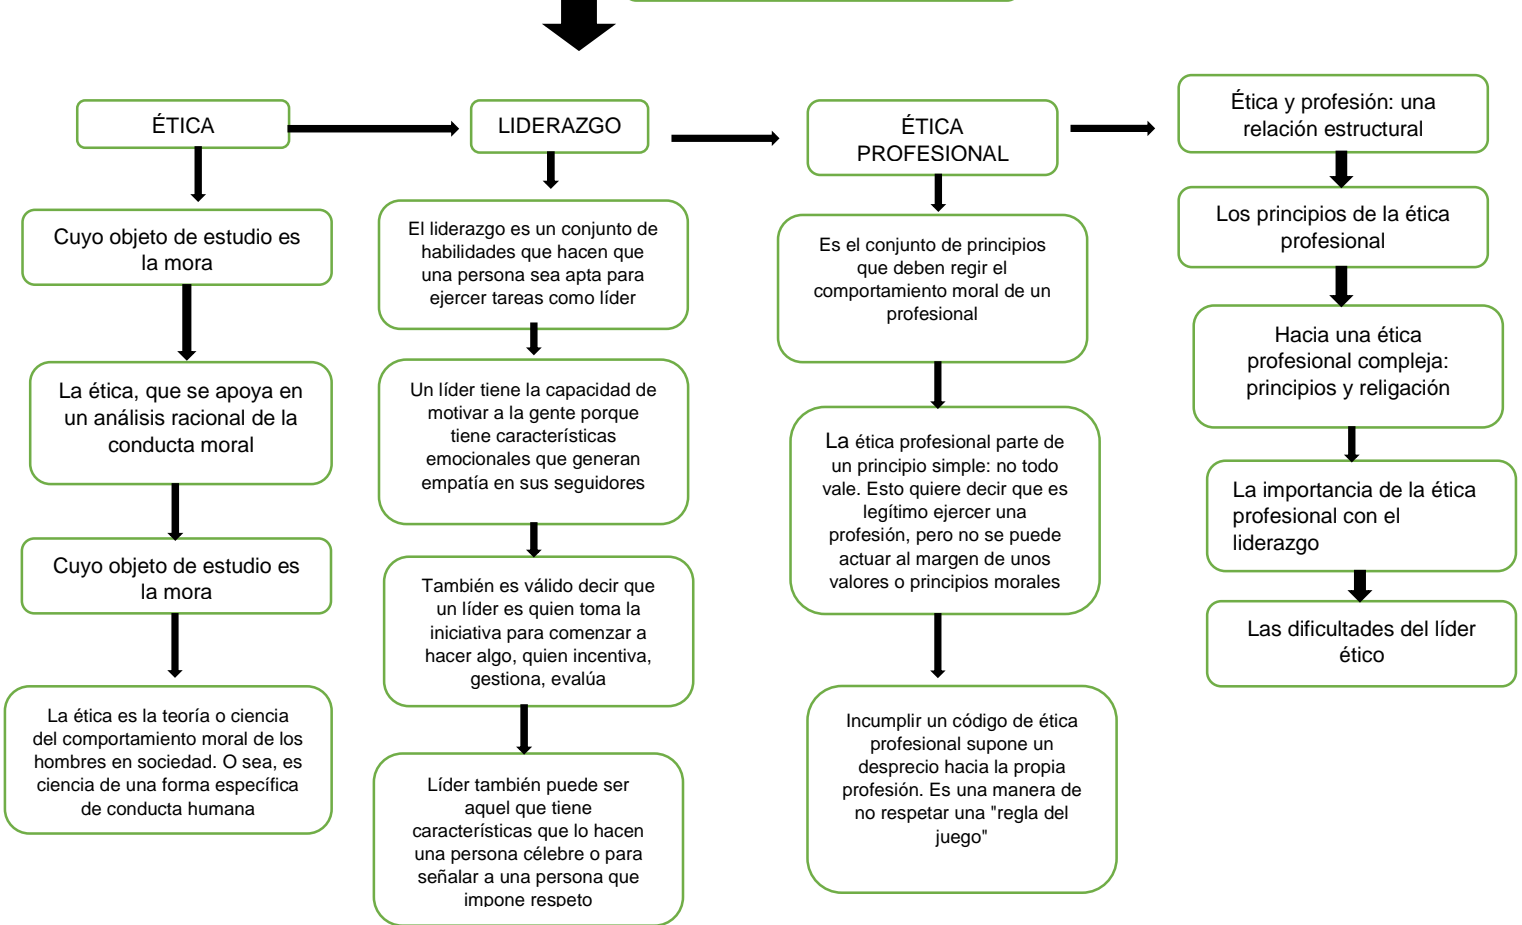 ÉTICA
Cuyo objeto de estudio es
la mora
La ética, que se apoya en
un análisis racional de la
conducta moral
Cuyo objeto de estudio es
la mora
La ética es la teoría o ciencia
del comportamiento moral de los
hombres en sociedad. O sea, es
ciencia de una forma específica
de conducta humana
LIDERAZGO
El liderazgo es un conjunto de
habilidades que hacen que
una persona sea apta para
ejercer tareas como líder
Un líder tiene la capacidad de
motivar a la gente porque
tiene características
emocionales que generan
empatía en sus seguidores
También es válido decir que
un líder es quien toma la
iniciativa para comenzar a
hacer algo, quien incentiva,
gestiona, evalúa
Líder también puede ser
aquel que tiene
características que lo hacen
una persona célebre o para
señalar a una persona que
impone respeto
ÉTICA
PROFESIONAL
Es el conjunto de principios
que deben regir el
comportamiento moral de un
profesional
La ética profesional parte de
un principio simple: no todo
vale. Esto quiere decir que es
legítimo ejercer una
profesión, pero no se puede
actuar al margen de unos
valores o principios morales
Incumplir un código de ética
profesional supone un
desprecio hacia la propia
profesión. Es una manera de
no respetar una "regla del
juego"
Ética y profesión: una
relación estructural
Los principios de la ética
profesional
Hacia una ética
profesional compleja:
principios y religación
La importancia de la ética
profesional con el
liderazgo
Las dificultades del líder
ético